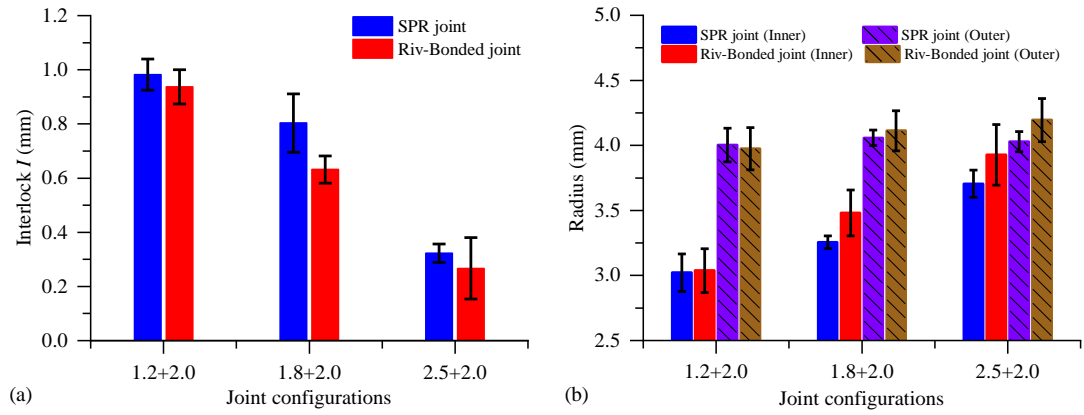 1.2
1.0
0.8
0.6
0.4
0.2
0.0
Interlock I (mm)
SPR joint
Riv-Bonded joint
1.2+2.0
1.8+2.0
2.5+2.0
Joint configurations
(a)
5.0
4.5
4.0
3.5
3.0
2.5
Radius (mm)
SPR joint (Inner)
SPR joint (Outer)
Riv-Bonded joint (Inner)
Riv-Bonded joint (Outer)
1.2+2.0
1.8+2.0
2.5+2.0
Joint configurations
(b)